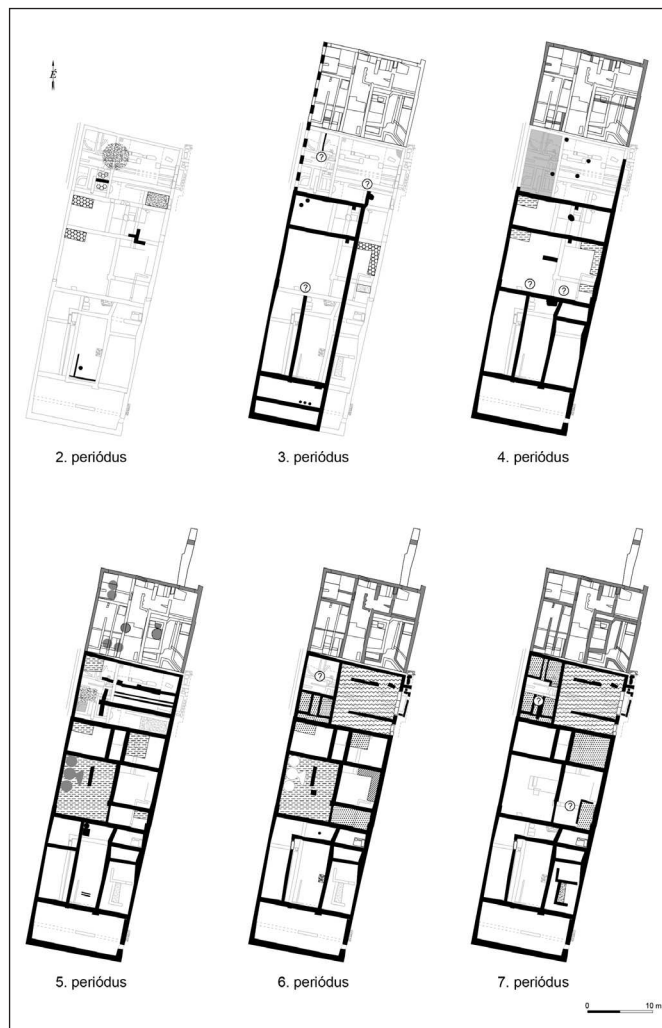 É
?
?
?
?
?
2. periódus
3. periódus
4. periódus
?
?
?
5. periódus
6. periódus
7. periódus
0 10 m